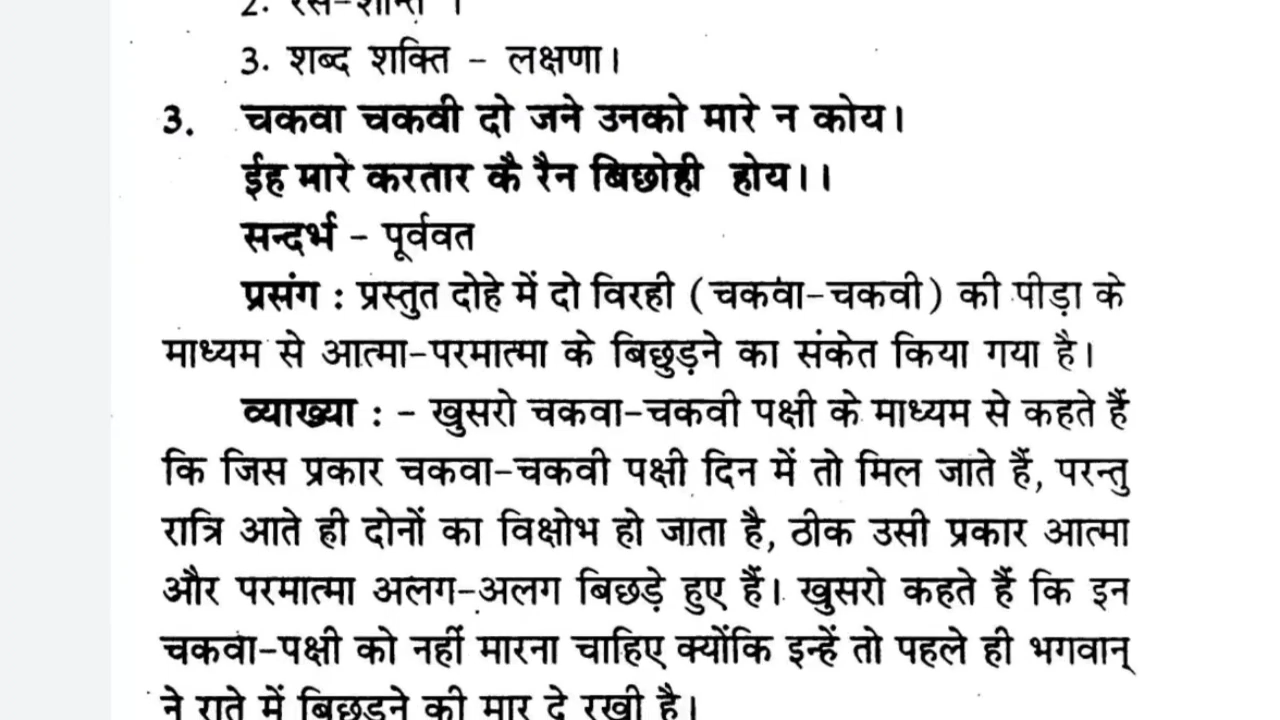 2. रस-शान्त ।
3. शब्द शक्ति - लक्षणा।
3. चकवा चकवी दो जने उनको मारे न कोय।
ईह मारे करतार कै रैन बिछोही होय।।
सन्दर्भ - पूर्ववत
प्रसंग : प्रस्तुत दोहे में दो विरही (चकवा-चकवी) की पीड़ा के
माध्यम से आत्मा-परमात्मा के बिछुड़ने का संकेत किया गया है।
व्याख्या : - खुसरो चकवा-चकवी पक्षी के माध्यम से कहते हैं
कि जिस प्रकार चकवा-चकवी पक्षी दिन में तो मिल जाते हैं, परन्तु
रात्रि आते ही दोनों का विक्षोभ हो जाता है, ठीक उसी प्रकार आत्मा
और परमात्मा अलग-अलग बिछड़े हुए हैं। खुसरो कहते हैं कि इन
चकवा-पक्षी को नहीं मारना चाहिए क्योंकि इन्हें तो पहले ही भगवान्
ने राते में बिछुड़ने की मार दे रखी है।